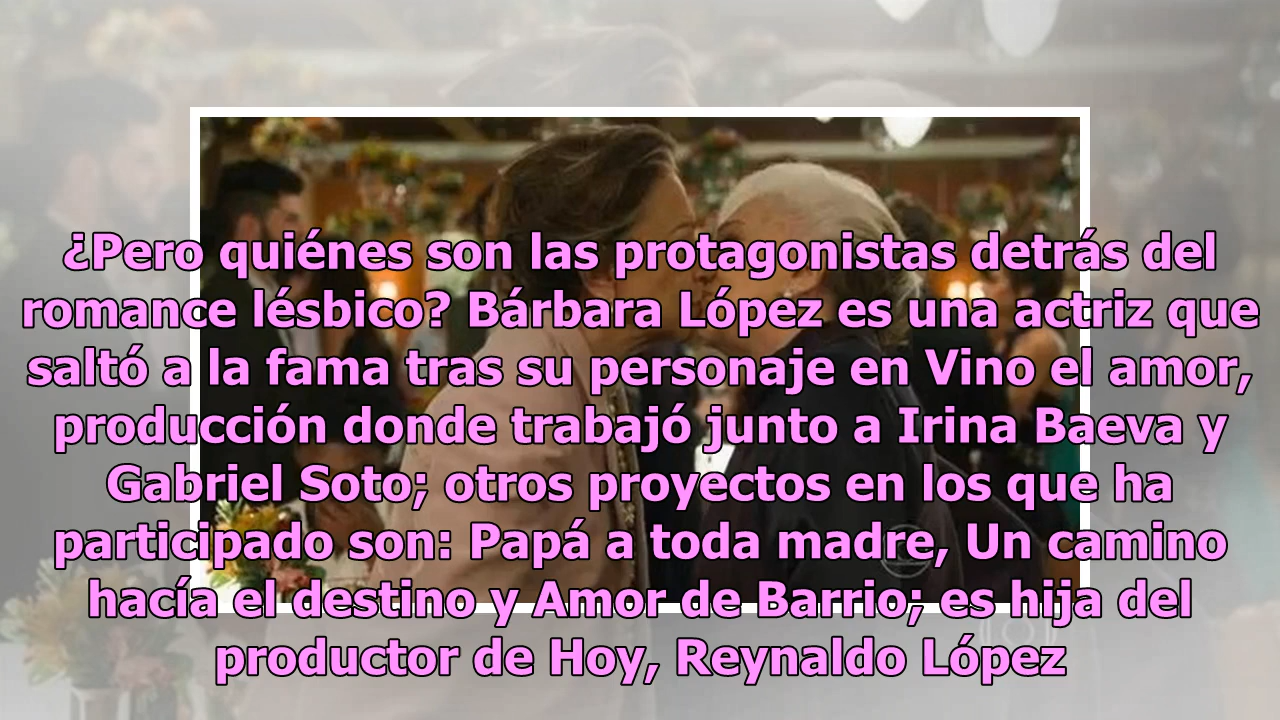 ¿Pero quiénes son las protagonistas detrás del
romance lésbico? Bárbara López es una actriz que
saltó a la fama tras su personaje en Vino el amor,
producción donde trabajó junto a Irina Baeva y
Gabriel Soto; otros proyectos en los que ha
participado son: Papá a toda madre, Un camino
hacía el destino y Amor de Barrio; es hija del
productor de Hoy, Reynaldo López